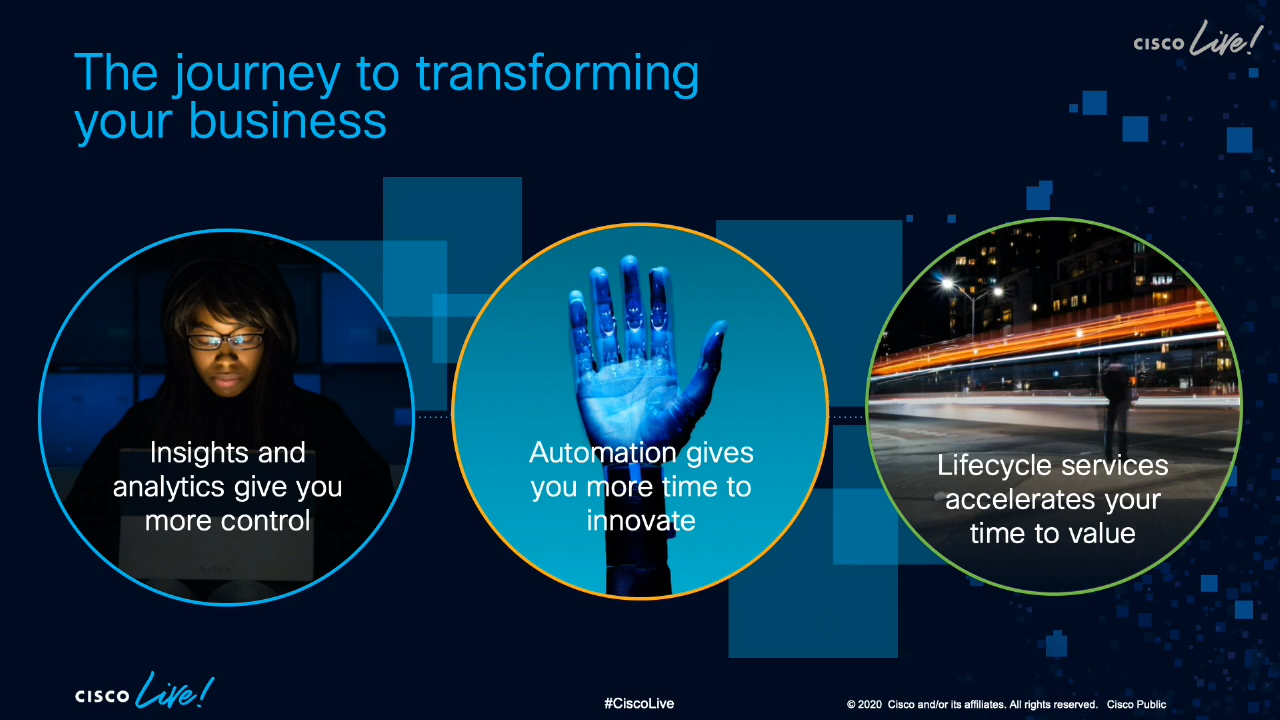 CISCO Live!
The journey to transforming
your business
Insights and
analytics give you
more control
Automation gives
you more time to
innovate
Lifecycle services
accelerates your
time to value
CISCO Live!
#CiscoLive
© 2020 Cisco and/or its affiliates. All rights reserved. Cisco Public